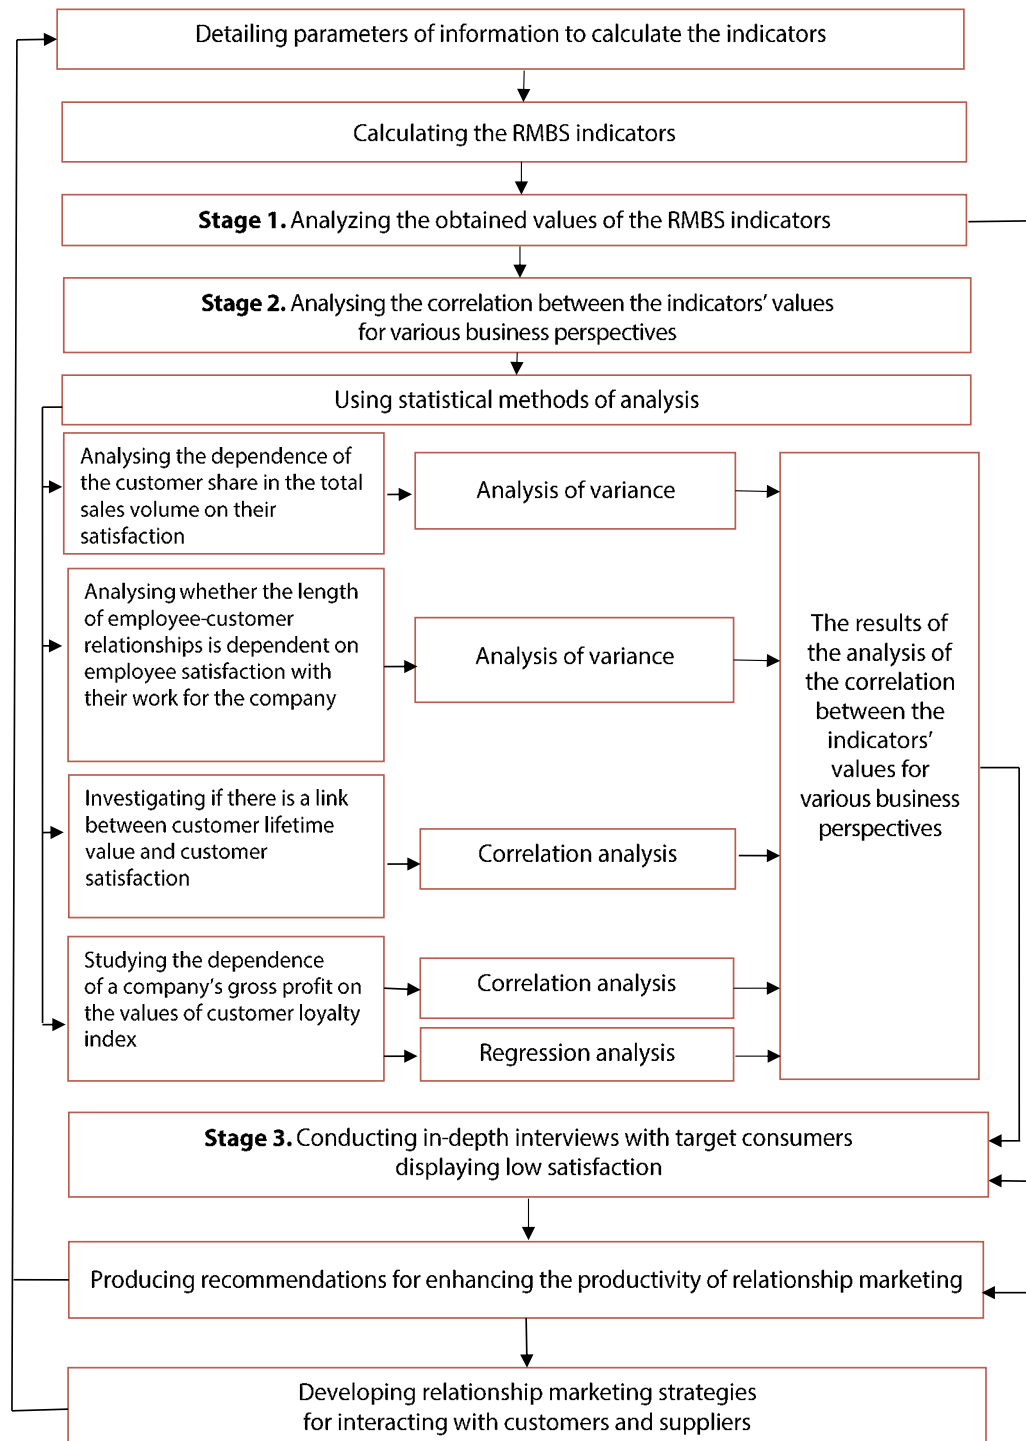 Detailing parameters of information to calculate the indicators
Calculating the RMBS indicators
Stage 1. Analyzing the obtained values of the RMBS indicators
Stage 2. Analysing the correlation between the indicators' values
for various business perspectives
Using statistical methods of analysis
Analysing the dependence of
the customer share in the total
sales volume on their
satisfaction
Analysis of variance
Analysing whether the length
of employee-customer
relationships is dependent on
employee satisfaction with
their work for the company
Analysis of variance
Investigating if there is a link
between customer lifetime
value and customer
satisfaction
Correlation analysis
Studying the dependence
of a company's gross profit on
the values of customer loyalty
index
Correlation analysis
Regression analysis
The results of
the analysis of
the correlation
between the
indicators'
values for
various business
perspectives
Stage 3. Conducting in-depth interviews with target consumers
displaying low satisfaction
Producing recommendations for enhancing the productivity of relationship marketing
Developing relationship marketing strategies
for interacting with customers and suppliers